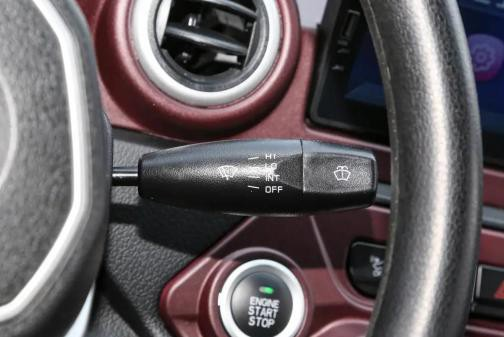 HI
LO
INT
OFF
ENGINE
START
STOP